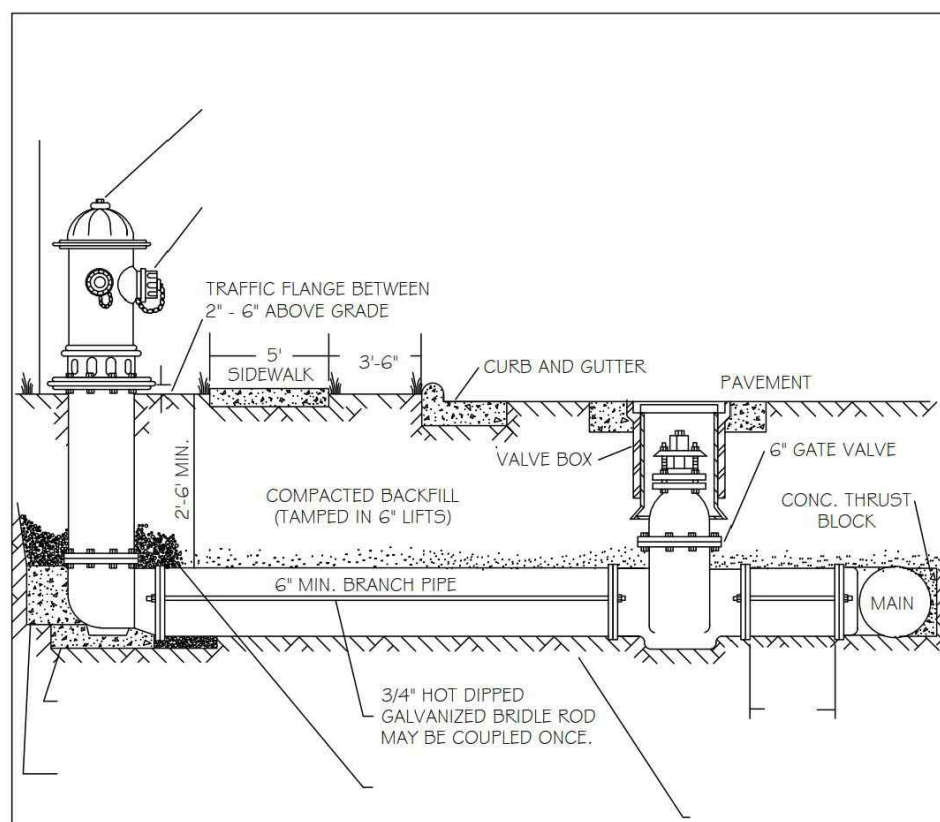 TRAFFIC FLANGE BETWEEN
2" - 6" ABOVE GRADE
5'
SIDEWALK
3'-6"
CURB AND GUTTER
PAVEMENT
VALVE BOX
6" GATE VALVE
2'-6' MIN.
COMPACTED BACKFILL
(TAMPED IN 6" LIFTS)
CONC. THRUST
BLOCK
6" MIN. BRANCH PIPE
MAIN
3/4" HOT DIPPED
GALVANIZED BRIDLE ROD
MAY BE COUPLED ONCE.